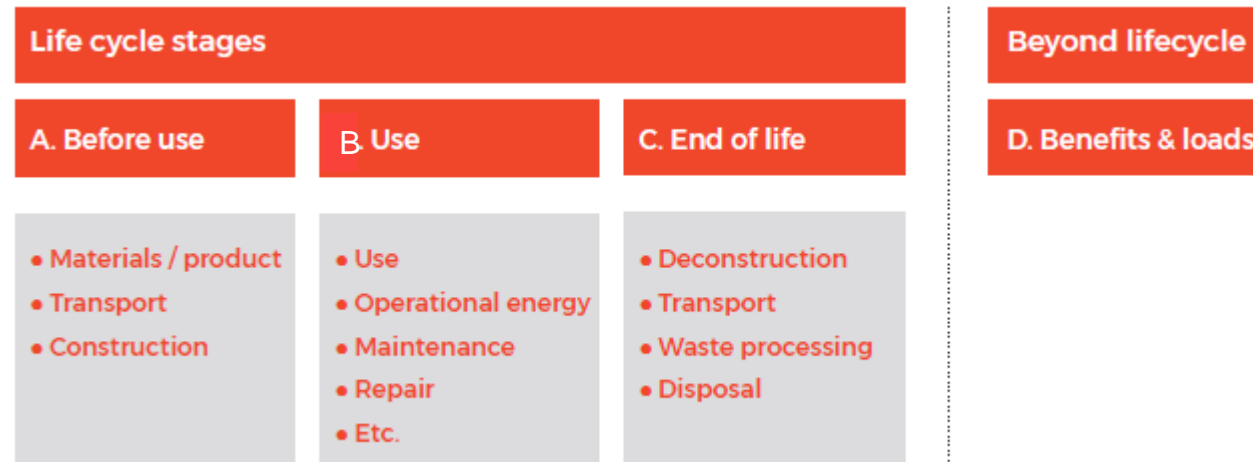 Life cycle stages
Beyond lifecycle
A. Before use
B. Use
C. End of life
D. Benefits & loads
• Materials / product
• Transport
• Construction
• Use
• Operational energy
• Maintenance
• Repair
• Etc.
• Deconstruction
• Transport
• Waste processing
• Disposal